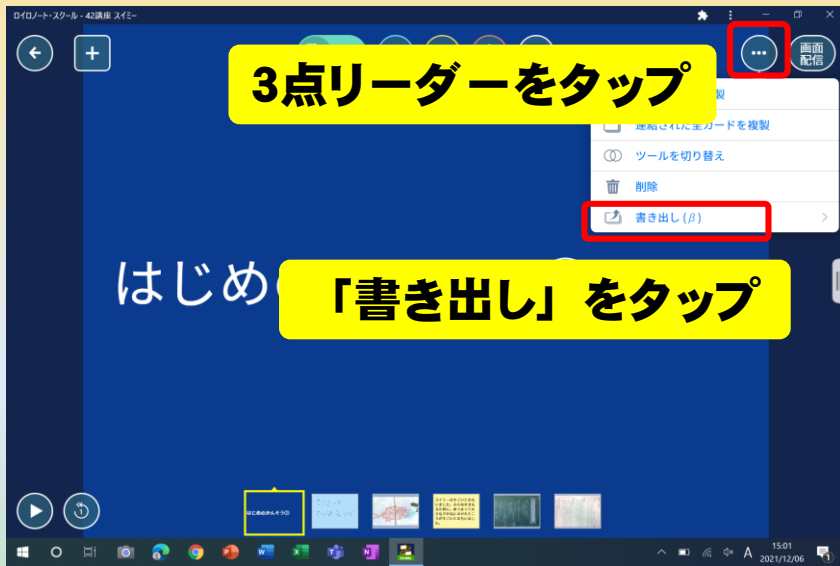 ロイロノート・スクール - 42講座 スイミー
画面
配信
3点リーダーをタップ
製
連結された全カードを複製
ツールを切り替え
削除
書き出し (β)
はじめ
「書き出し」をタップ
はじめのかんそう①
15:01
A
2021/12/06